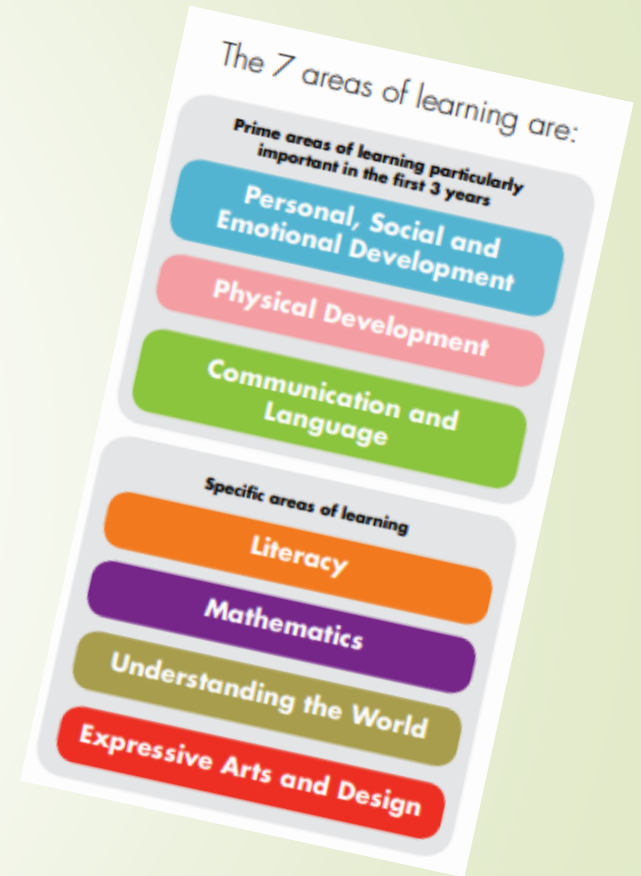 The 7 areas of learning are:
Prime areas of learning particularly
important in the first 3 years
Personal, Social and
Emotional Development
Physical Development
Communication and
Language
Specific areas of learning
Literacy
Mathematics
Understanding the World
Expressive Arts and Design